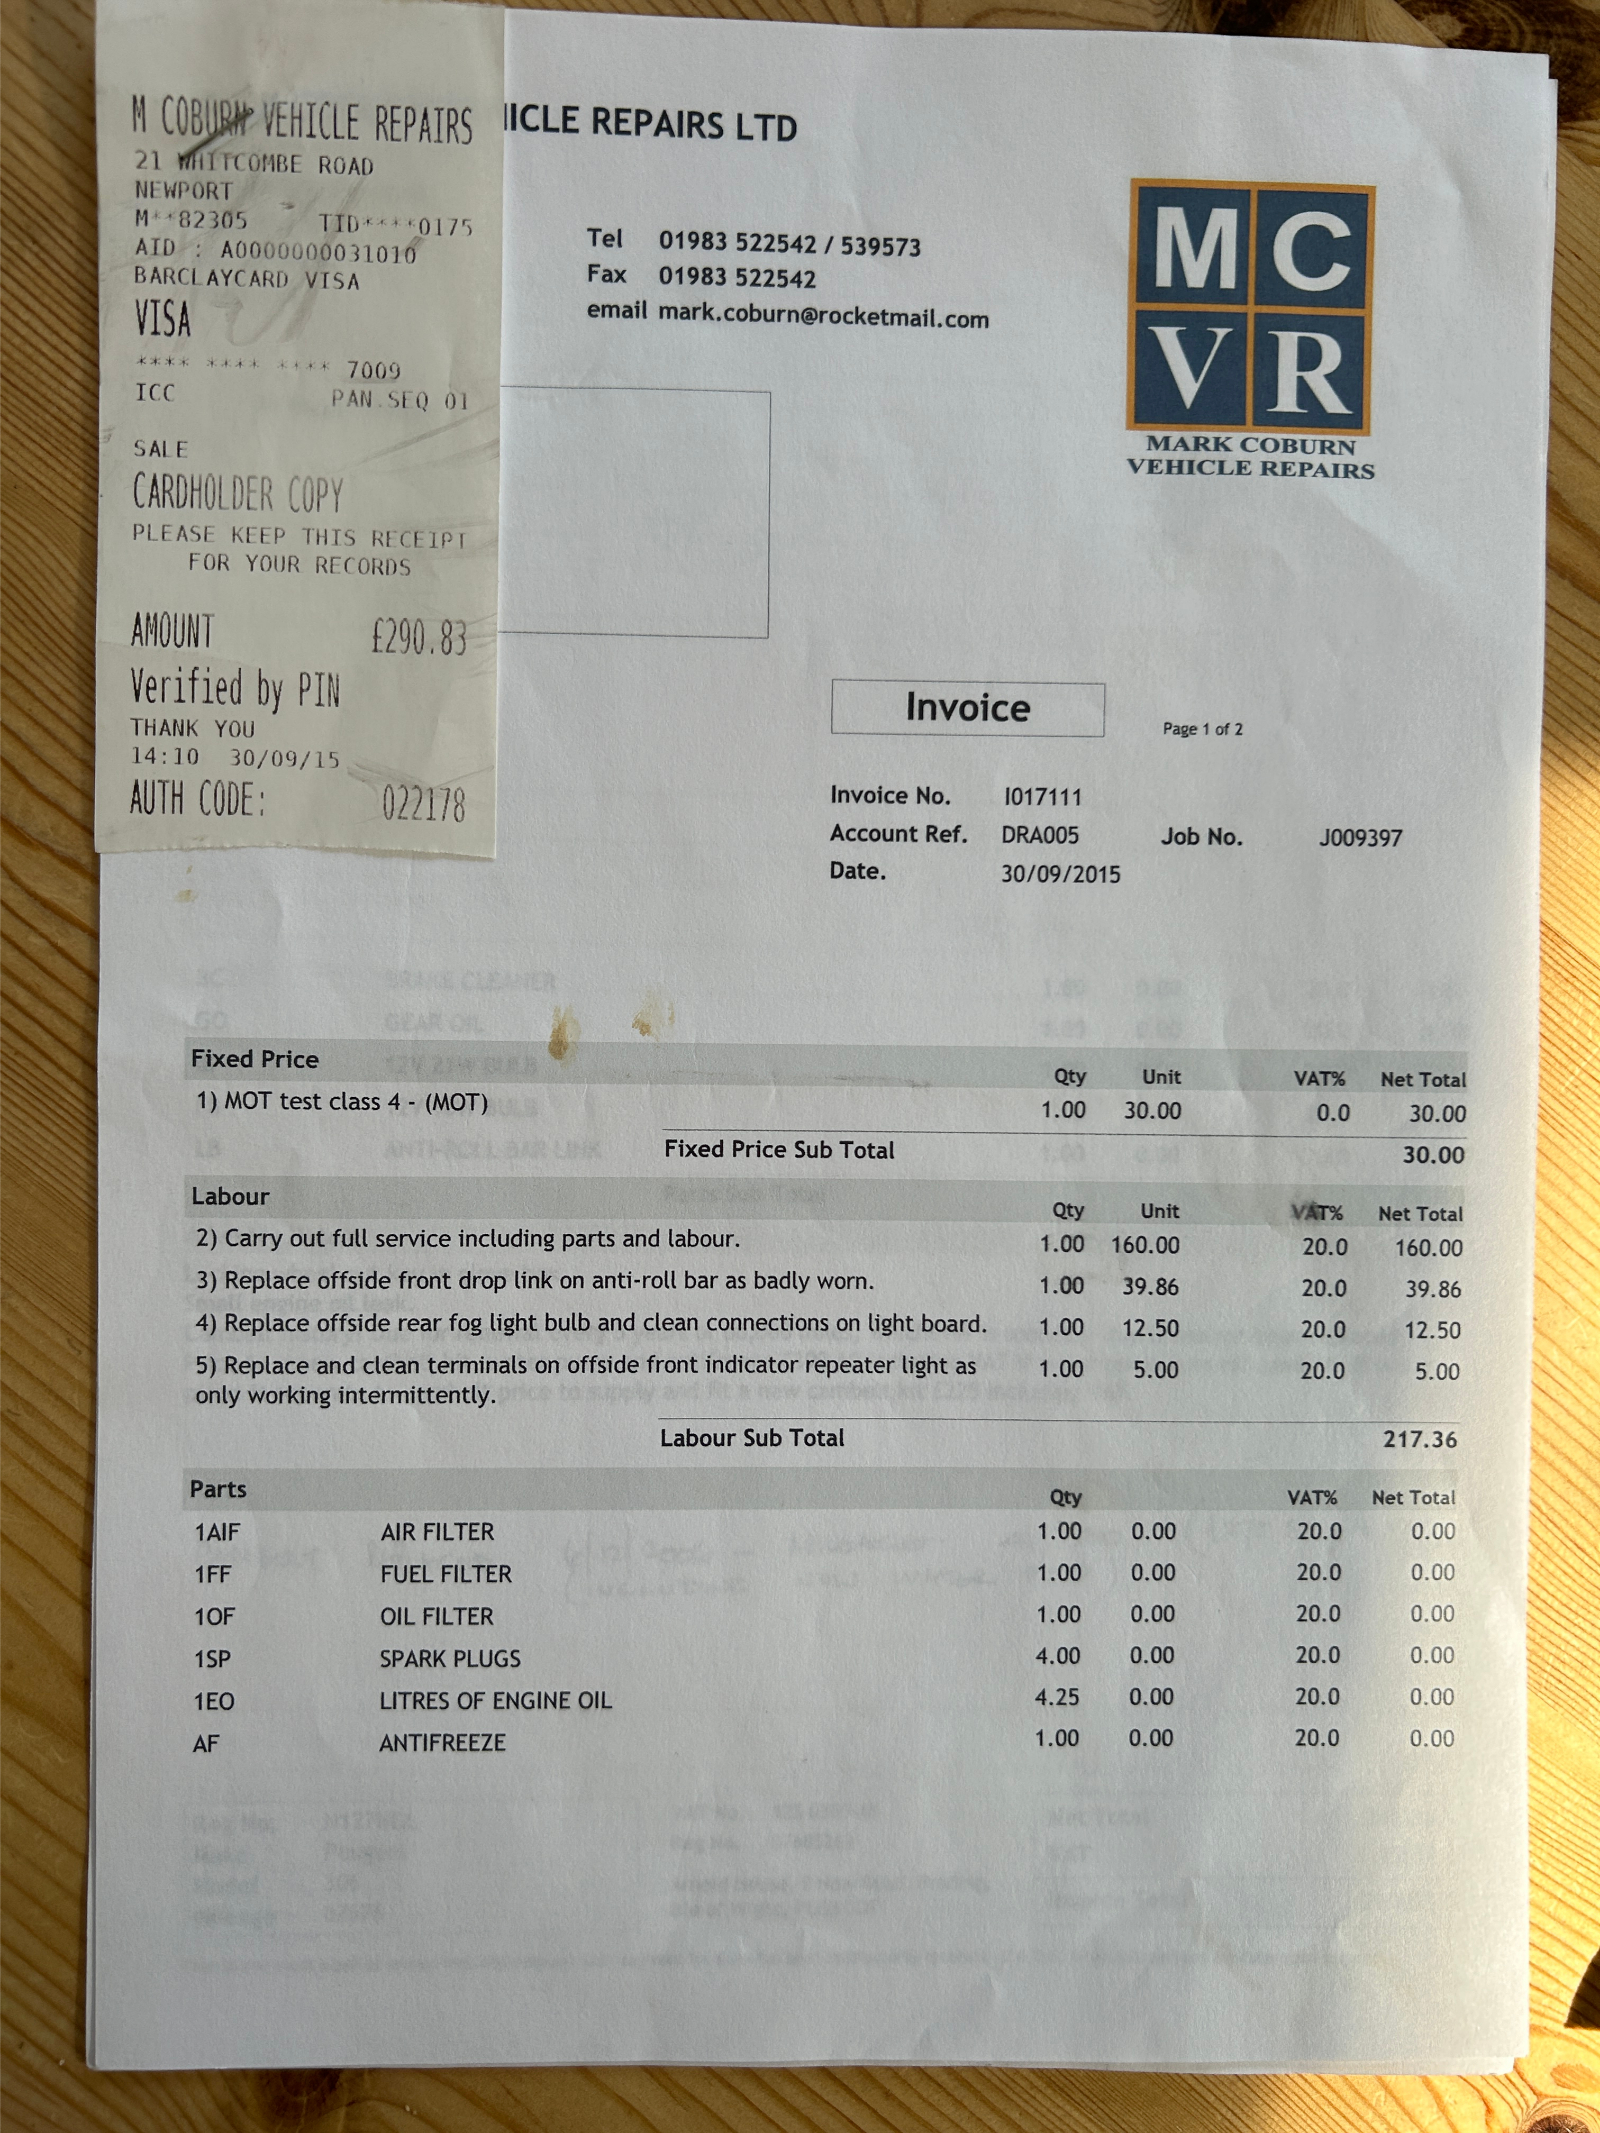 M COBURN VEHICLE REPAIRS
21 WHITCOMBE ROAD
NEWPORT
M**82305 TID****0175
AID : A0000000031010
BARCLAYCARD VISA
VISA
**** **** **** 7009
ICC PAN.SEQ 01
SALE
CARDHOLDER COPY
PLEASE KEEP THIS RECEIPT
FOR YOUR RECORDS
AMOUNT £290.83
Verified by PIN
THANK YOU
14:10 30/09/15
AUTH CODE: 022178
REPAIRS LTD
Tel 01983 522542 / 539573
Fax 01983 522542
email mark.coburn@rocketmail.com
MC
VR
MARK COBURN
VEHICLE REPAIRS
Invoice
Page 1 of 2
Invoice No. I017111
Account Ref. DRA005 Job No. J009397
Date. 30/09/2015
BRAKE CLEANER
GO GEAR OIL
ANTI-ROLL BAR LINK
Fixed Price Qty Unit VAT% Net Total
1) MOT test class 4 - (MOT) 1.00 30.00 0.0 30.00
Fixed Price Sub Total 30.00
Labour Qty Unit VAT% Net Total
2) Carry out full service including parts and labour. 1.00 160.00 20.0 160.00
3) Replace offside front drop link on anti-roll bar as badly worn. 1.00 39.86 20.0 39.86
4) Replace offside rear fog light bulb and clean connections on light board. 1.00 12.50 20.0 12.50
5) Replace and clean terminals on offside front indicator repeater light as 1.00 5.00 20.0 5.00
only working intermittently.
Labour Sub Total 217.36
Parts Qty VAT% Net Total
1AIF AIR FILTER 1.00 0.00 20.0 0.00
1FF FUEL FILTER 1.00 0.00 20.0 0.00
1OF OIL FILTER 1.00 0.00 20.0 0.00
1SP SPARK PLUGS 4.00 0.00 20.0 0.00
1EO LITRES OF ENGINE OIL 4.25 0.00 20.0 0.00
AF ANTIFREEZE 1.00 0.00 20.0 0.00